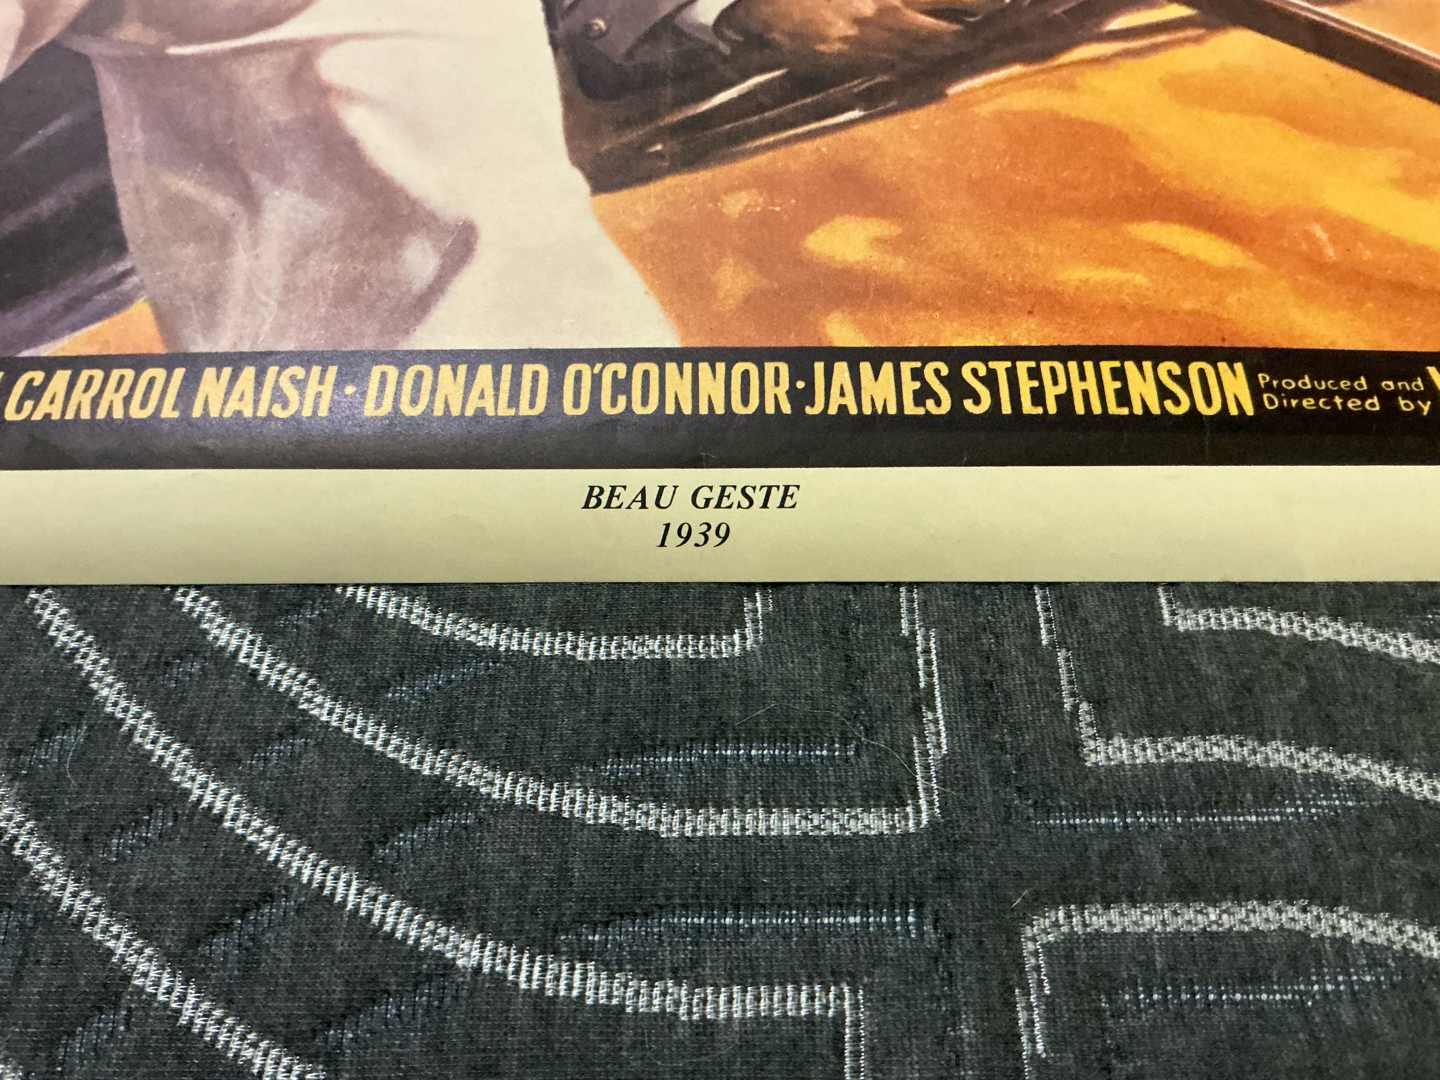 CARROL NAISH · DONALD O'CONNOR · JAMES STEPHENSON Produced and
Directed by
BEAU GESTE
1939